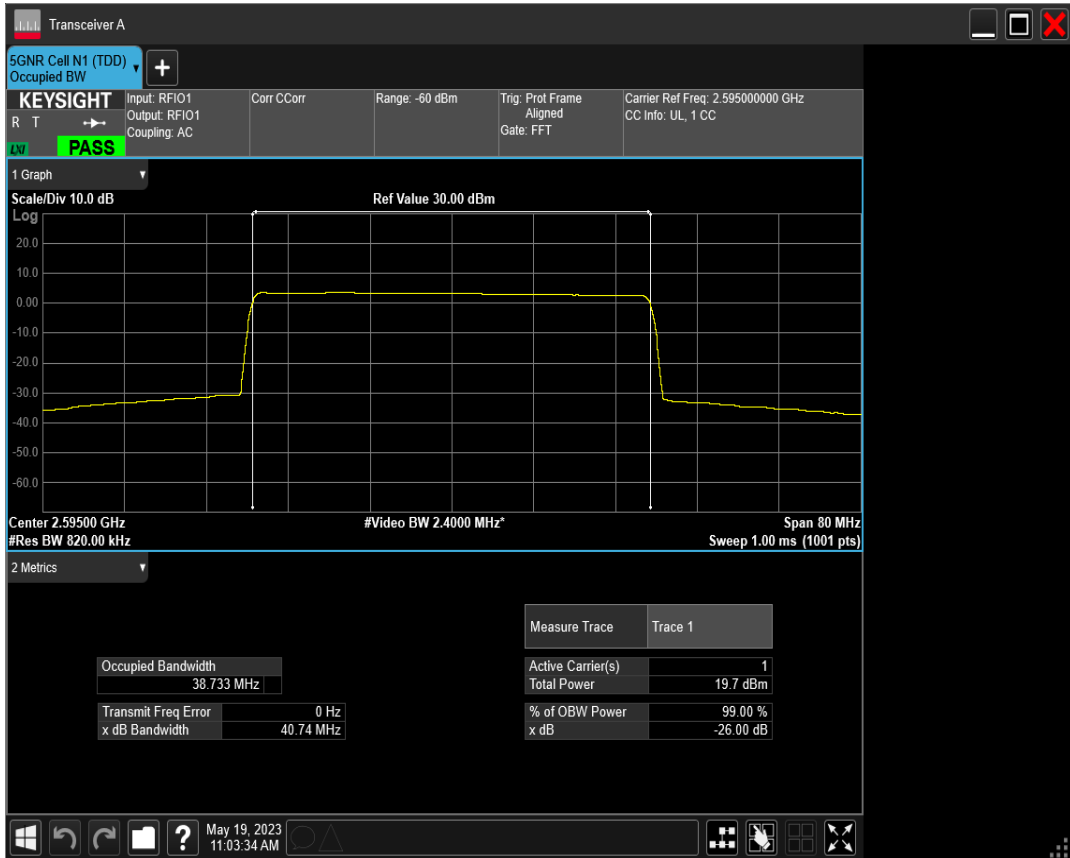 Transceiver A
5GNR Cell N1 (TDD)
Occupied BW
+
KEYSIGHT
R T
LXI
PASS
Input: RFIO1
Output: RFIO1
Coupling: AC
Corr CCorr
Range: -60 dBm
Trig: Prot Frame
Aligned
Gate: FFT
Carrier Ref Freq: 2.595000000 GHz
CC Info: UL, 1 CC
1 Graph
Scale/Div 10.0 dB
Ref Value 30.00 dBm
Log
20.0
10.0
0.00
-10.0
-20.0
-30.0
-40.0
-50.0
-60.0
Center 2.59500 GHz
#Video BW 2.4000 MHz*
Span 80 MHz
#Res BW 820.00 kHz
Sweep 1.00 ms (1001 pts)
2 Metrics
Measure Trace Trace 1
Occupied Bandwidth
38.733 MHz
Active Carrier(s) 1
Total Power 19.7 dBm
Transmit Freq Error 0 Hz
x dB Bandwidth 40.74 MHz
% of OBW Power 99.00 %
x dB -26.00 dB
?
May 19, 2023
11:03:34 AM